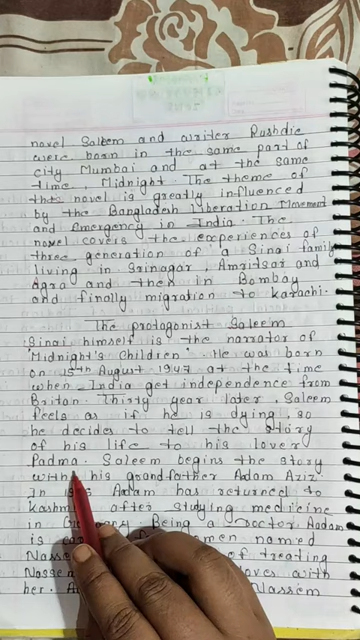 novel Saleem and writer Rushdie
were born in the same part of
city Mumbai and at the same
time, Midnight. The theme of
this novel is greatly influenced
by the Bangladesh Liberation Movement
and emergency in India. The
novel covers the experiences of
three generation of a Sinai family
living in Srinagar, Amritsar and
Agra and then in Bombay
and finally migration to Karachi.
The protagonist Saleem
Sinai himself is the narrator of
"Midnight's Children". He was born
on 15th August 1947 at the time
when India get independence from
Britan. Thirty year later, Saleem
feels as if he is dying, so
he decides to tell the story
of his life to his lover
Padma. Saleem begins the story
with his grandfather Adam Aziz.
In Adam has returned to
Kashmir after studying medicine
in Being a Doctor Adam
is named
of treating
with
her.